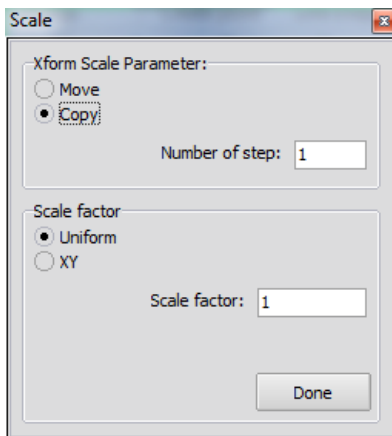 Scale
Xform Scale Parameter:
Move
Copy
Number of step: 1
Scale factor
Uniform
XY
Scale factor: 1
Done